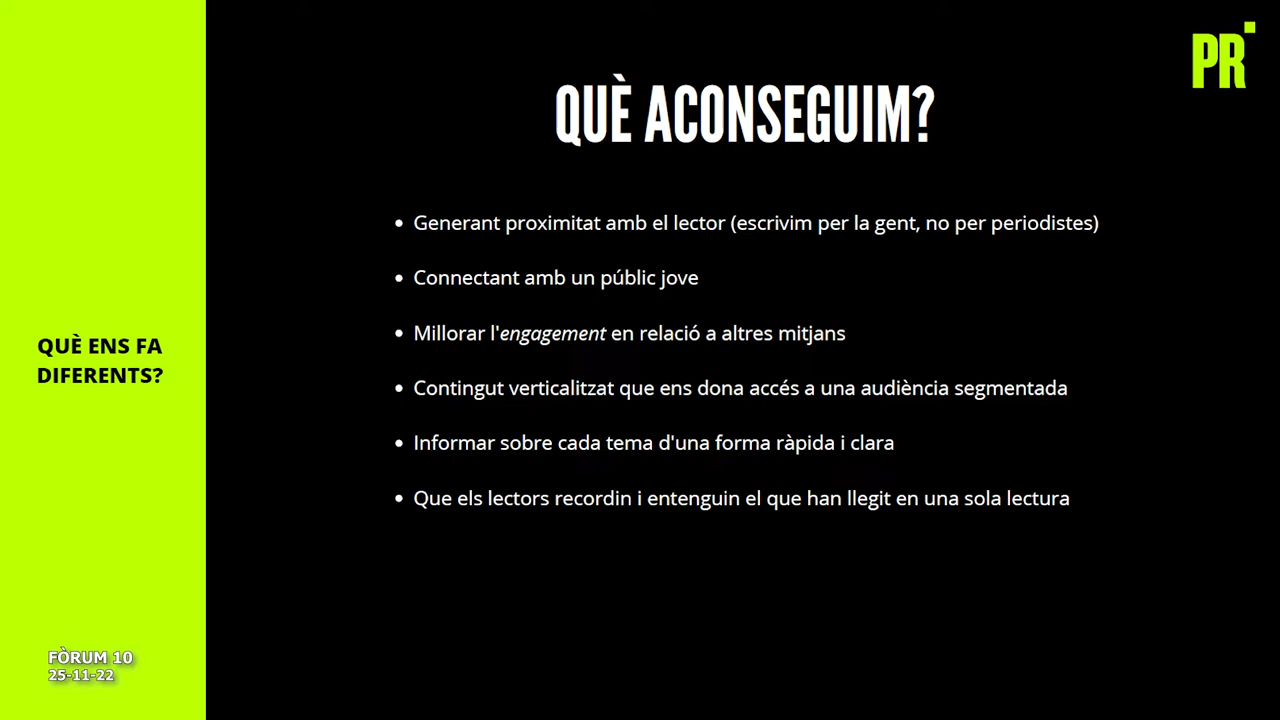 PR
QUÈ ACONSEGUIM?
• Generant proximitat amb el lector (escrivim per la gent, no per periodistes)
• Connectant amb un públic jove
• Millorar l'engagement en relació a altres mitjans
• Contingut verticalitzat que ens dona accés a una audiència segmentada
• Informar sobre cada tema d'una forma ràpida i clara
• Que els lectors recordin i entenguin el que han llegit en una sola lectura
QUÈ ENS FA
DIFERENTS?
FÒRUM 10
25-11-22